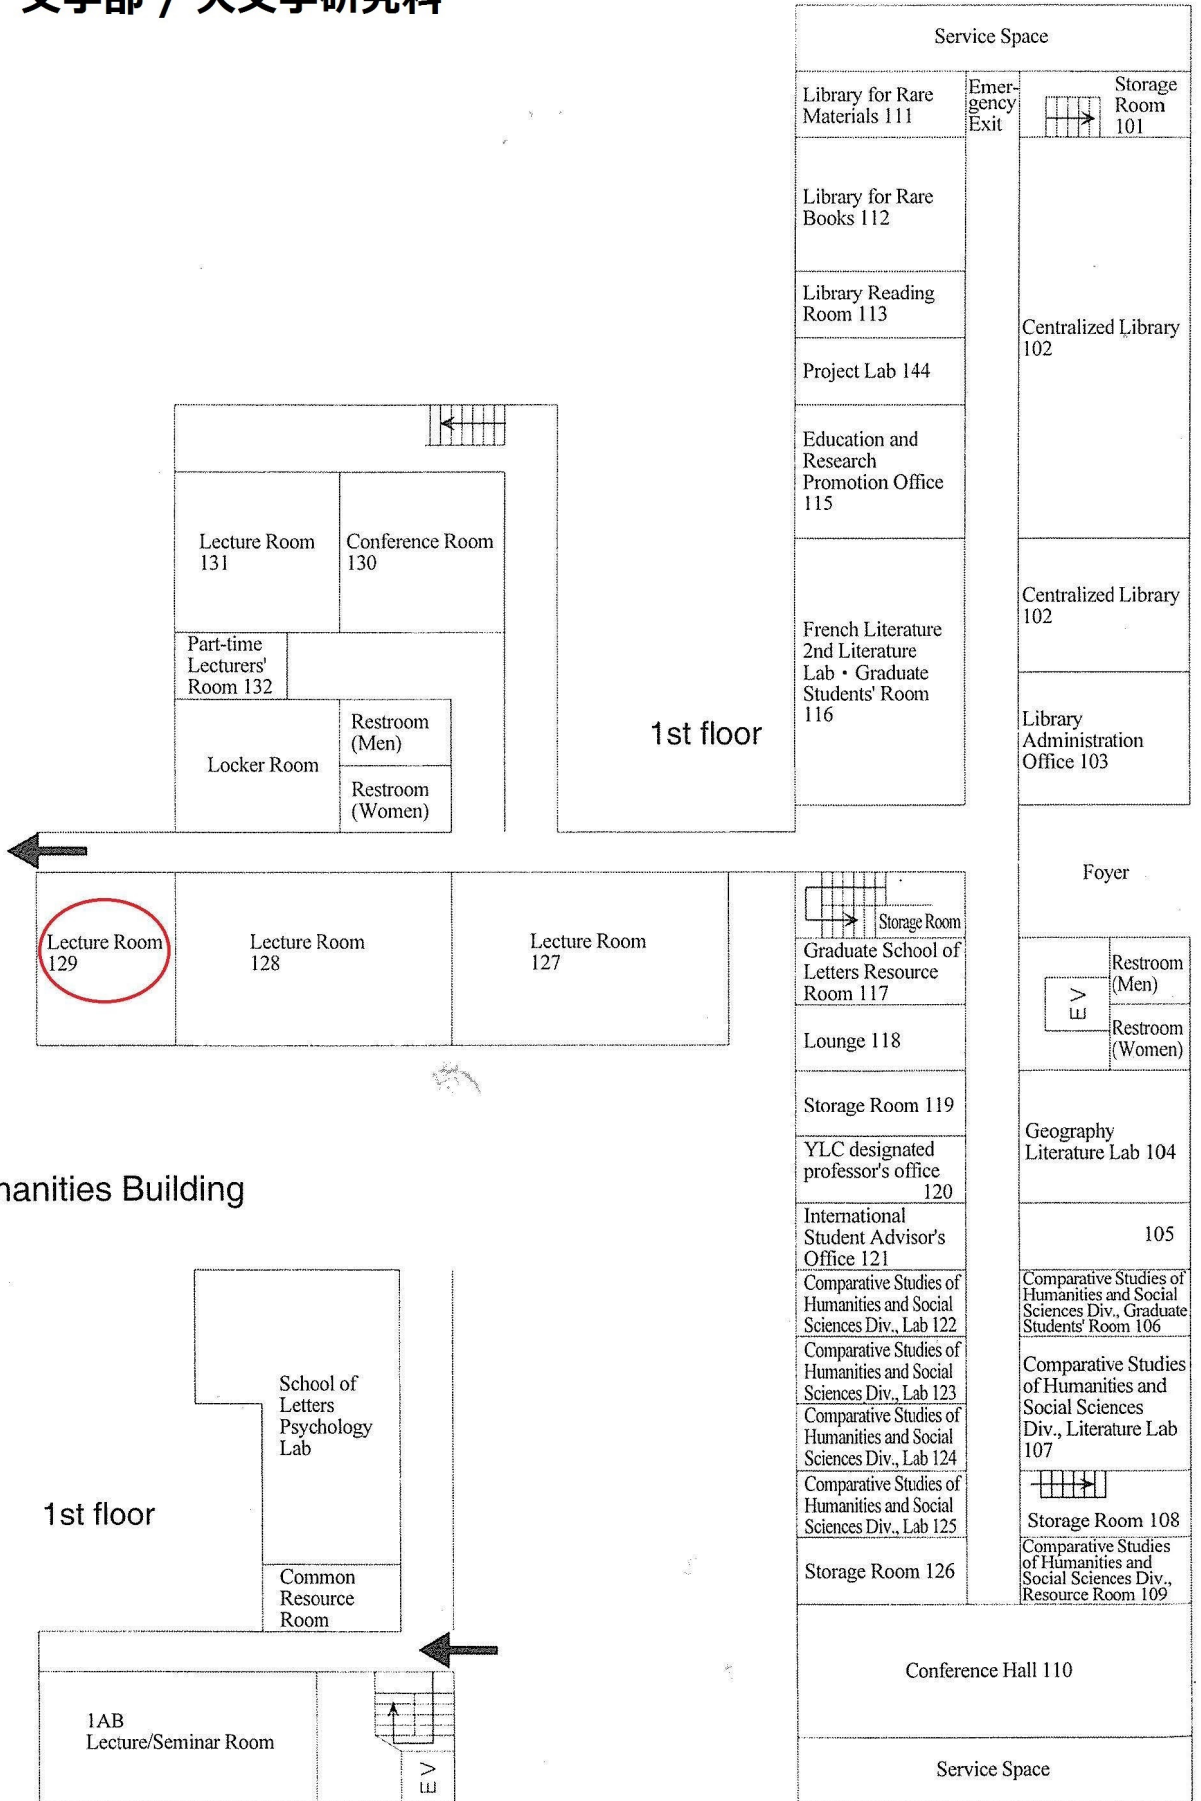 文学部 / 人文学研究科
Service Space
Library for Rare
Materials 111
Emer-
gency
Exit
Storage
Room
101
Library for Rare
Books 112
Library Reading
Room 113
Centralized Library
102
Project Lab 144
Education and
Research
Promotion Office
115
Lecture Room
131
Conference Room
130
Centralized Library
102
French Literature
2nd Literature
Lab・Graduate
Students' Room
116
Part-time
Lecturers'
Room 132
Restroom
(Men)
Locker Room
Restroom
(Women)
1st floor
Library
Administration
Office 103
Foyer
Lecture Room
129
Lecture Room
128
Lecture Room
127
Storage Room
Graduate School of
Letters Resource
Room 117
EV
Restroom
(Men)
Restroom
(Women)
Lounge 118
Storage Room 119
Geography
Literature Lab 104
YLC designated
professor's office
120
manities Building
International
Student Advisor's
Office 121
105
Comparative Studies of
Humanities and Social
Sciences Div., Lab 122
Comparative Studies of
Humanities and Social
Sciences Div., Graduate
Students' Room 106
Comparative Studies of
Humanities and Social
Sciences Div., Lab 123
Comparative Studies
of Humanities and
Social Sciences
Div., Literature Lab
107
School of
Letters
Psychology
Lab
Comparative Studies of
Humanities and Social
Sciences Div., Lab 124
Comparative Studies of
Humanities and Social
Sciences Div., Lab 125
1st floor
Storage Room 108
Storage Room 126
Comparative Studies
of Humanities and
Social Sciences Div.,
Resource Room 109
Common
Resource
Room
Conference Hall 110
1AB
Lecture/Seminar Room
EV
Service Space